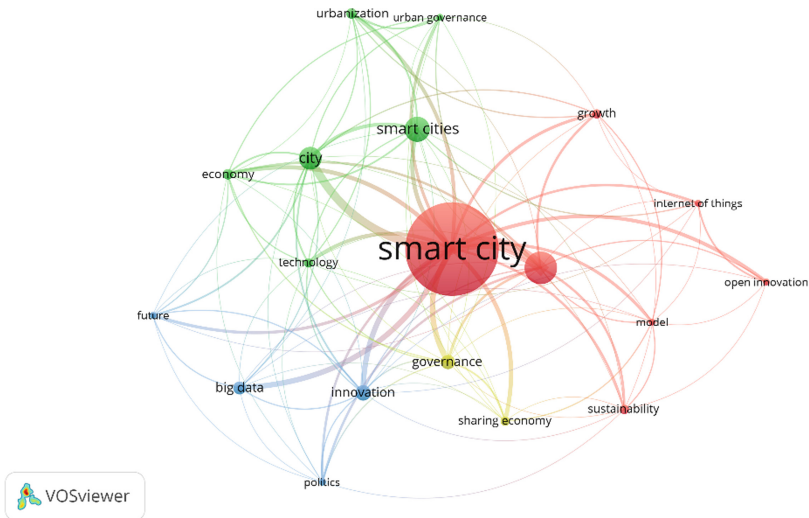 urbanization
urban governance
growth
smart cities
city
economy
internet of things
smart city
technology
open innovation
future
model
governance
big data
innovation
sustainability
sharing economy
politics
VOSviewer